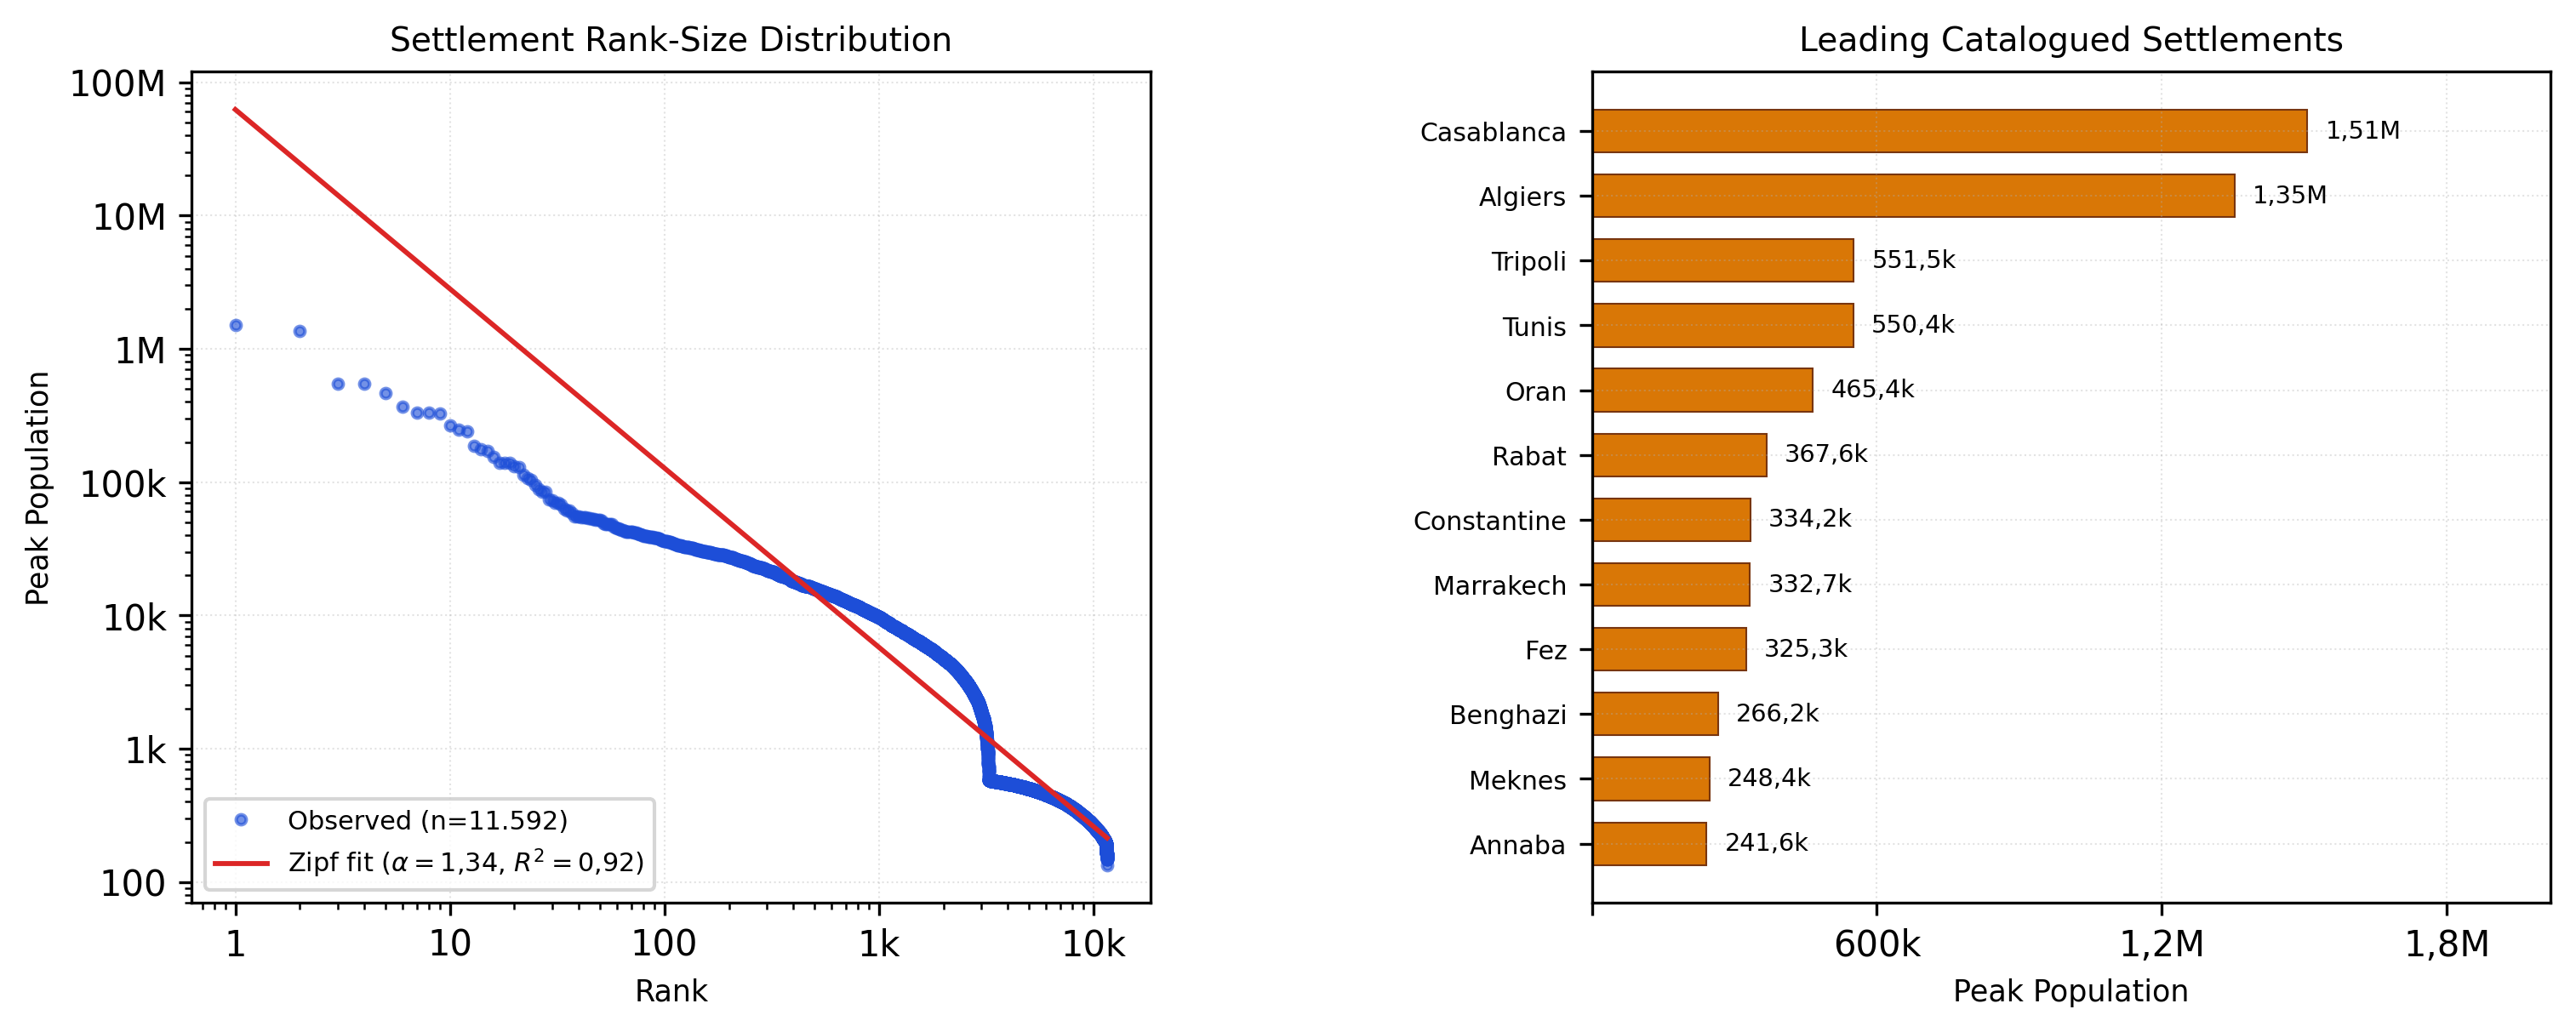 Settlement Rank-Size Distribution
Peak Population
100M
10M
1M
100k
10k
1k
100
Observed (n=11.592)
Zipf fit (α = 1,34, R² = 0,92)
1
10
100
1k
10k
Rank
Leading Catalogued Settlements
Casablanca 1,51M
Algiers 1,35M
Tripoli 551,5k
Tunis 550,4k
Oran 465,4k
Rabat 367,6k
Constantine 334,2k
Marrakech 332,7k
Fez 325,3k
Benghazi 266,2k
Meknes 248,4k
Annaba 241,6k
600k
1,2M
1,8M
Peak Population